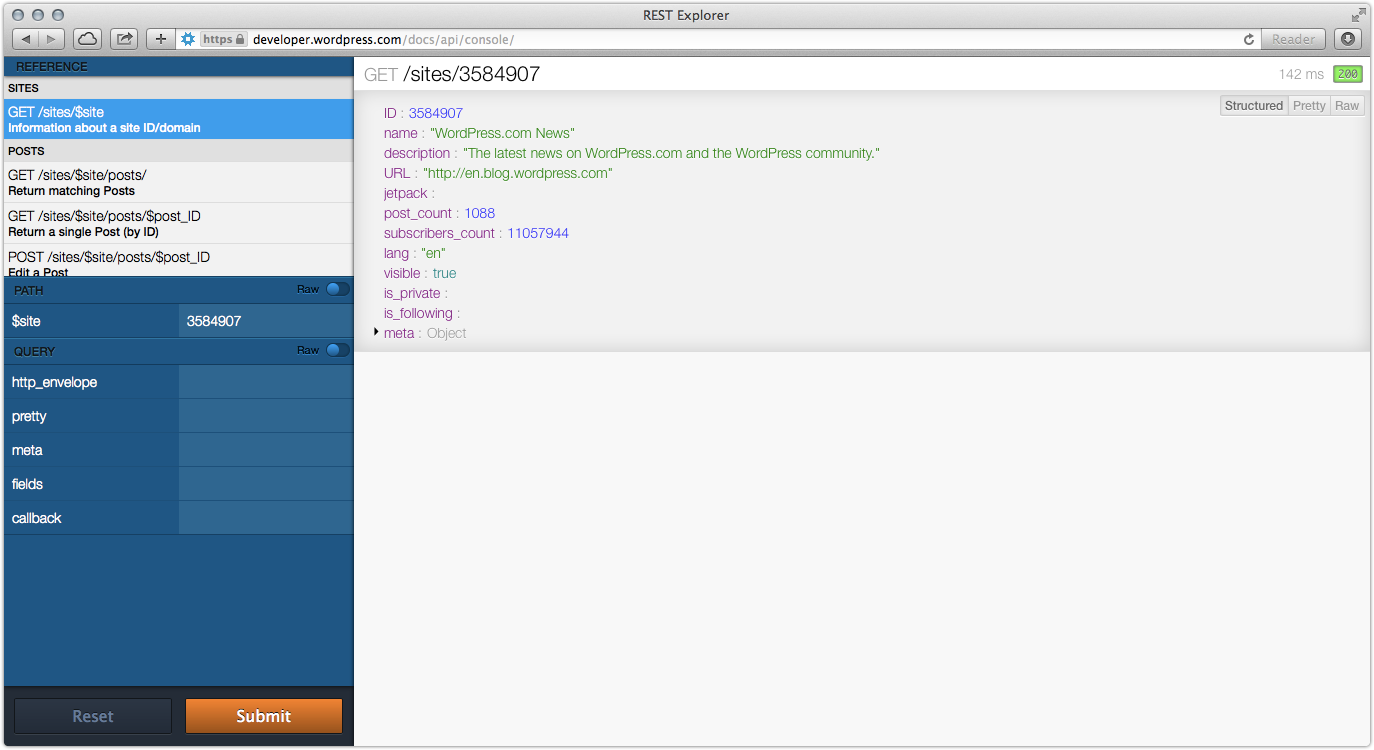 REST Explorer
https developer.wordpress.com/docs/api/console/ Reader
REFERENCE
SITES
GET /sites/$site
Information about a site ID/domain
POSTS
GET /sites/$site/posts/
Return matching Posts
GET /sites/$site/posts/$post_ID
Return a single Post (by ID)
POST /sites/$site/posts/$post_ID
Edit a Post
PATH Raw
$site 3584907
QUERY Raw
http_envelope
pretty
meta
fields
callback
Reset Submit
GET /sites/3584907 142 ms 200
Structured Pretty Raw
ID : 3584907
name : "WordPress.com News"
description : "The latest news on WordPress.com and the WordPress community."
URL : "http://en.blog.wordpress.com"
jetpack :
post_count : 1088
subscribers_count : 11057944
lang : "en"
visible : true
is_private :
is_following :
meta : Object